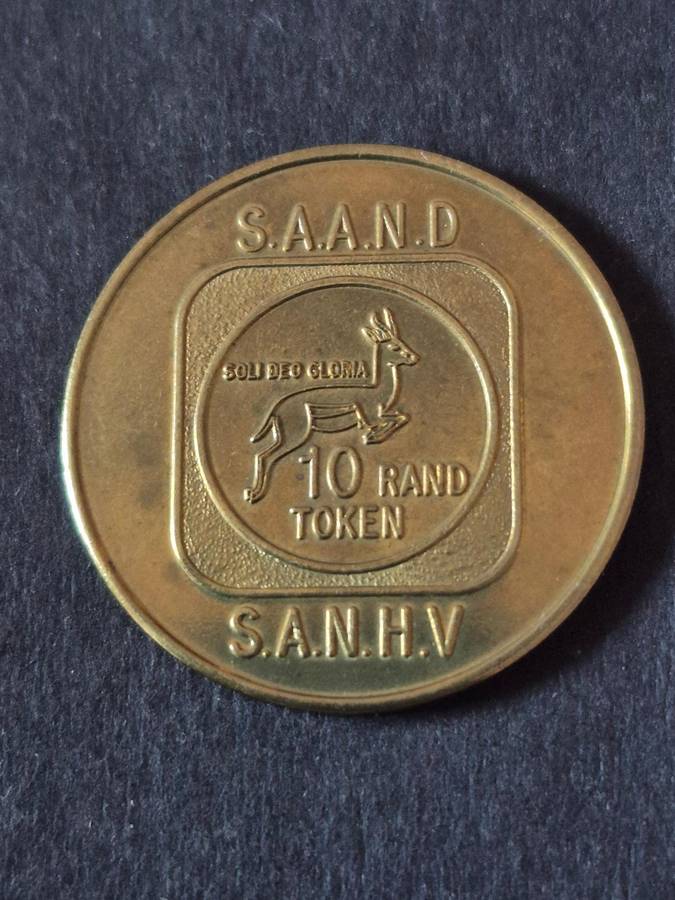 S.A.A.N.D
SOLI DEO GLORIA
10 RAND
TOKEN
S.A.N.H.V